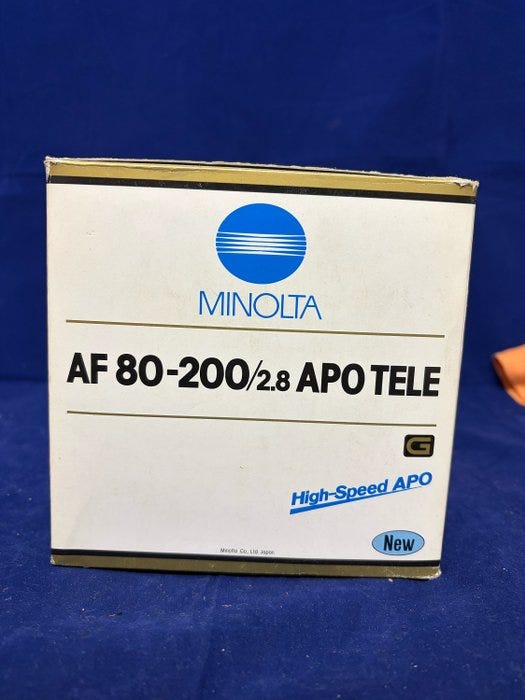 MINOLTA
AF 80-200/2.8 APO TELE
G
High-Speed APO
New
Minolta Co., Ltd. Japan